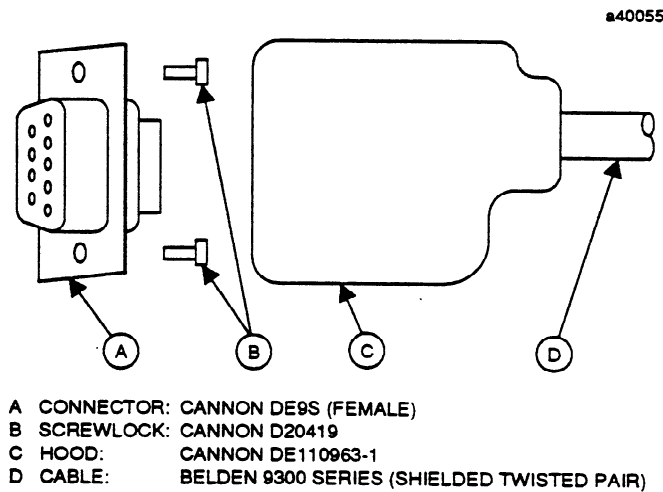 a40055
A
B
C
D
A CONNECTOR: CANNON DE9S (FEMALE)
B SCREWLOCK: CANNON D20419
C HOOD: CANNON DE110963-1
D CABLE: BELDEN 9300 SERIES (SHIELDED TWISTED PAIR)